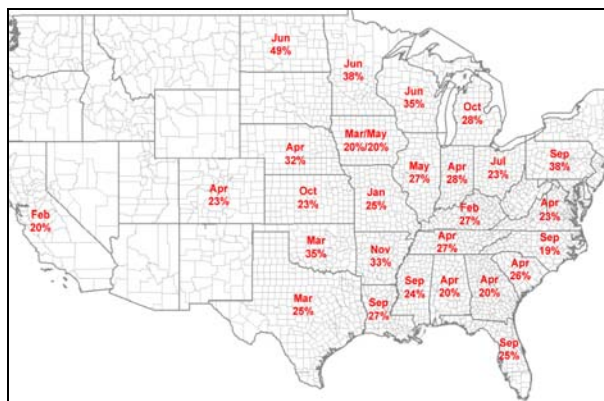 Jun
49%
Jun
38%
Jun
35%
Oct
28%
Mar/May
20%/20%
Apr
32%
May
27%
Apr
28%
Jul
23%
Sep
38%
Apr
23%
Oct
23%
Jan
25%
Feb
27%
Apr
23%
Feb
20%
Mar
35%
Nov
33%
Apr
27%
Sep
19%
Apr
26%
Mar
25%
Sep
27%
Sep
24%
Apr
20%
Apr
20%
Sep
25%